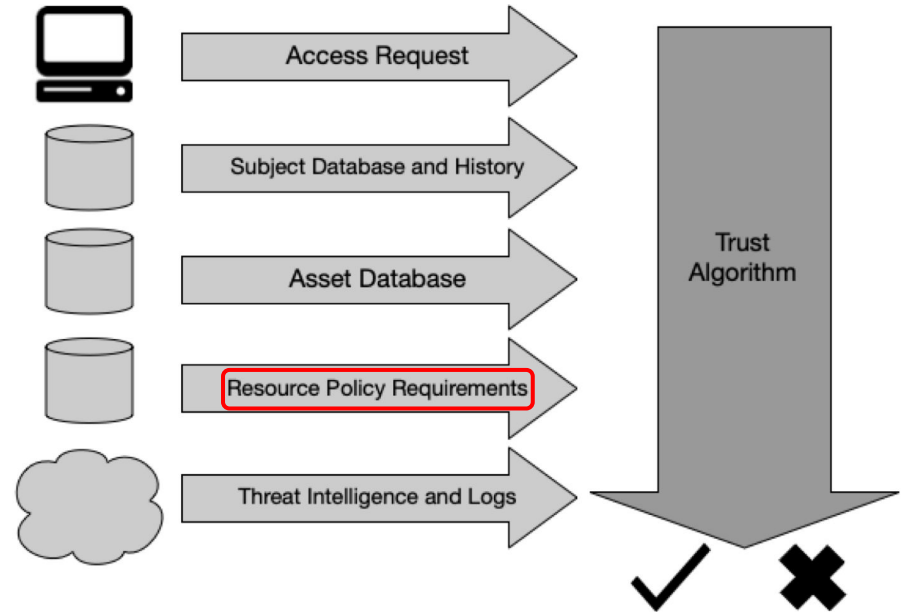 Access Request
Subject Database and History
Asset Database
Resource Policy Requirements
Threat Intelligence and Logs
Trust
Algorithm